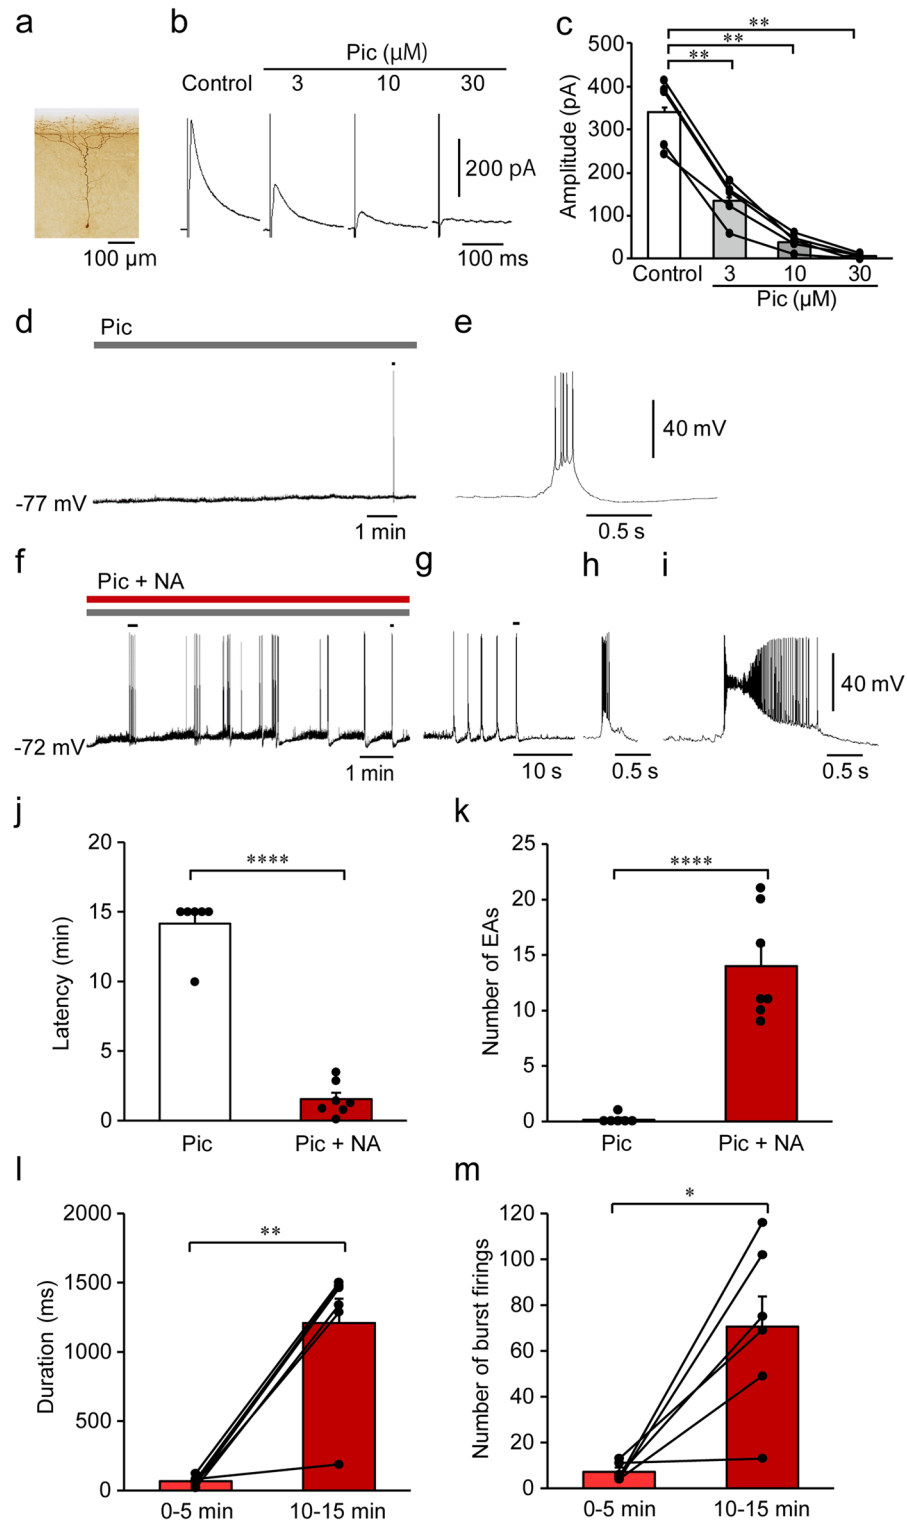 a
100 µm
b
Pic (µM)
Control 3 10 30
200 pA
100 ms
c
** 
**
**
Amplitude (pA)
500
400
300
200
100
0
Control 3 10 30
Pic (µM)
d
Pic
-77 mV
1 min
e
40 mV
0.5 s
f
Pic + NA
-72 mV
1 min
g
10 s
h
0.5 s
i
40 mV
0.5 s
j
Latency (min)
20
15
10
5
0
****
Pic Pic + NA
k
Number of EAs
25
20
15
10
5
0
****
Pic Pic + NA
l
Duration (ms)
2000
1500
1000
500
0
**
0-5 min 10-15 min
m
Number of burst firings
120
100
80
60
40
20
0
*
0-5 min 10-15 min